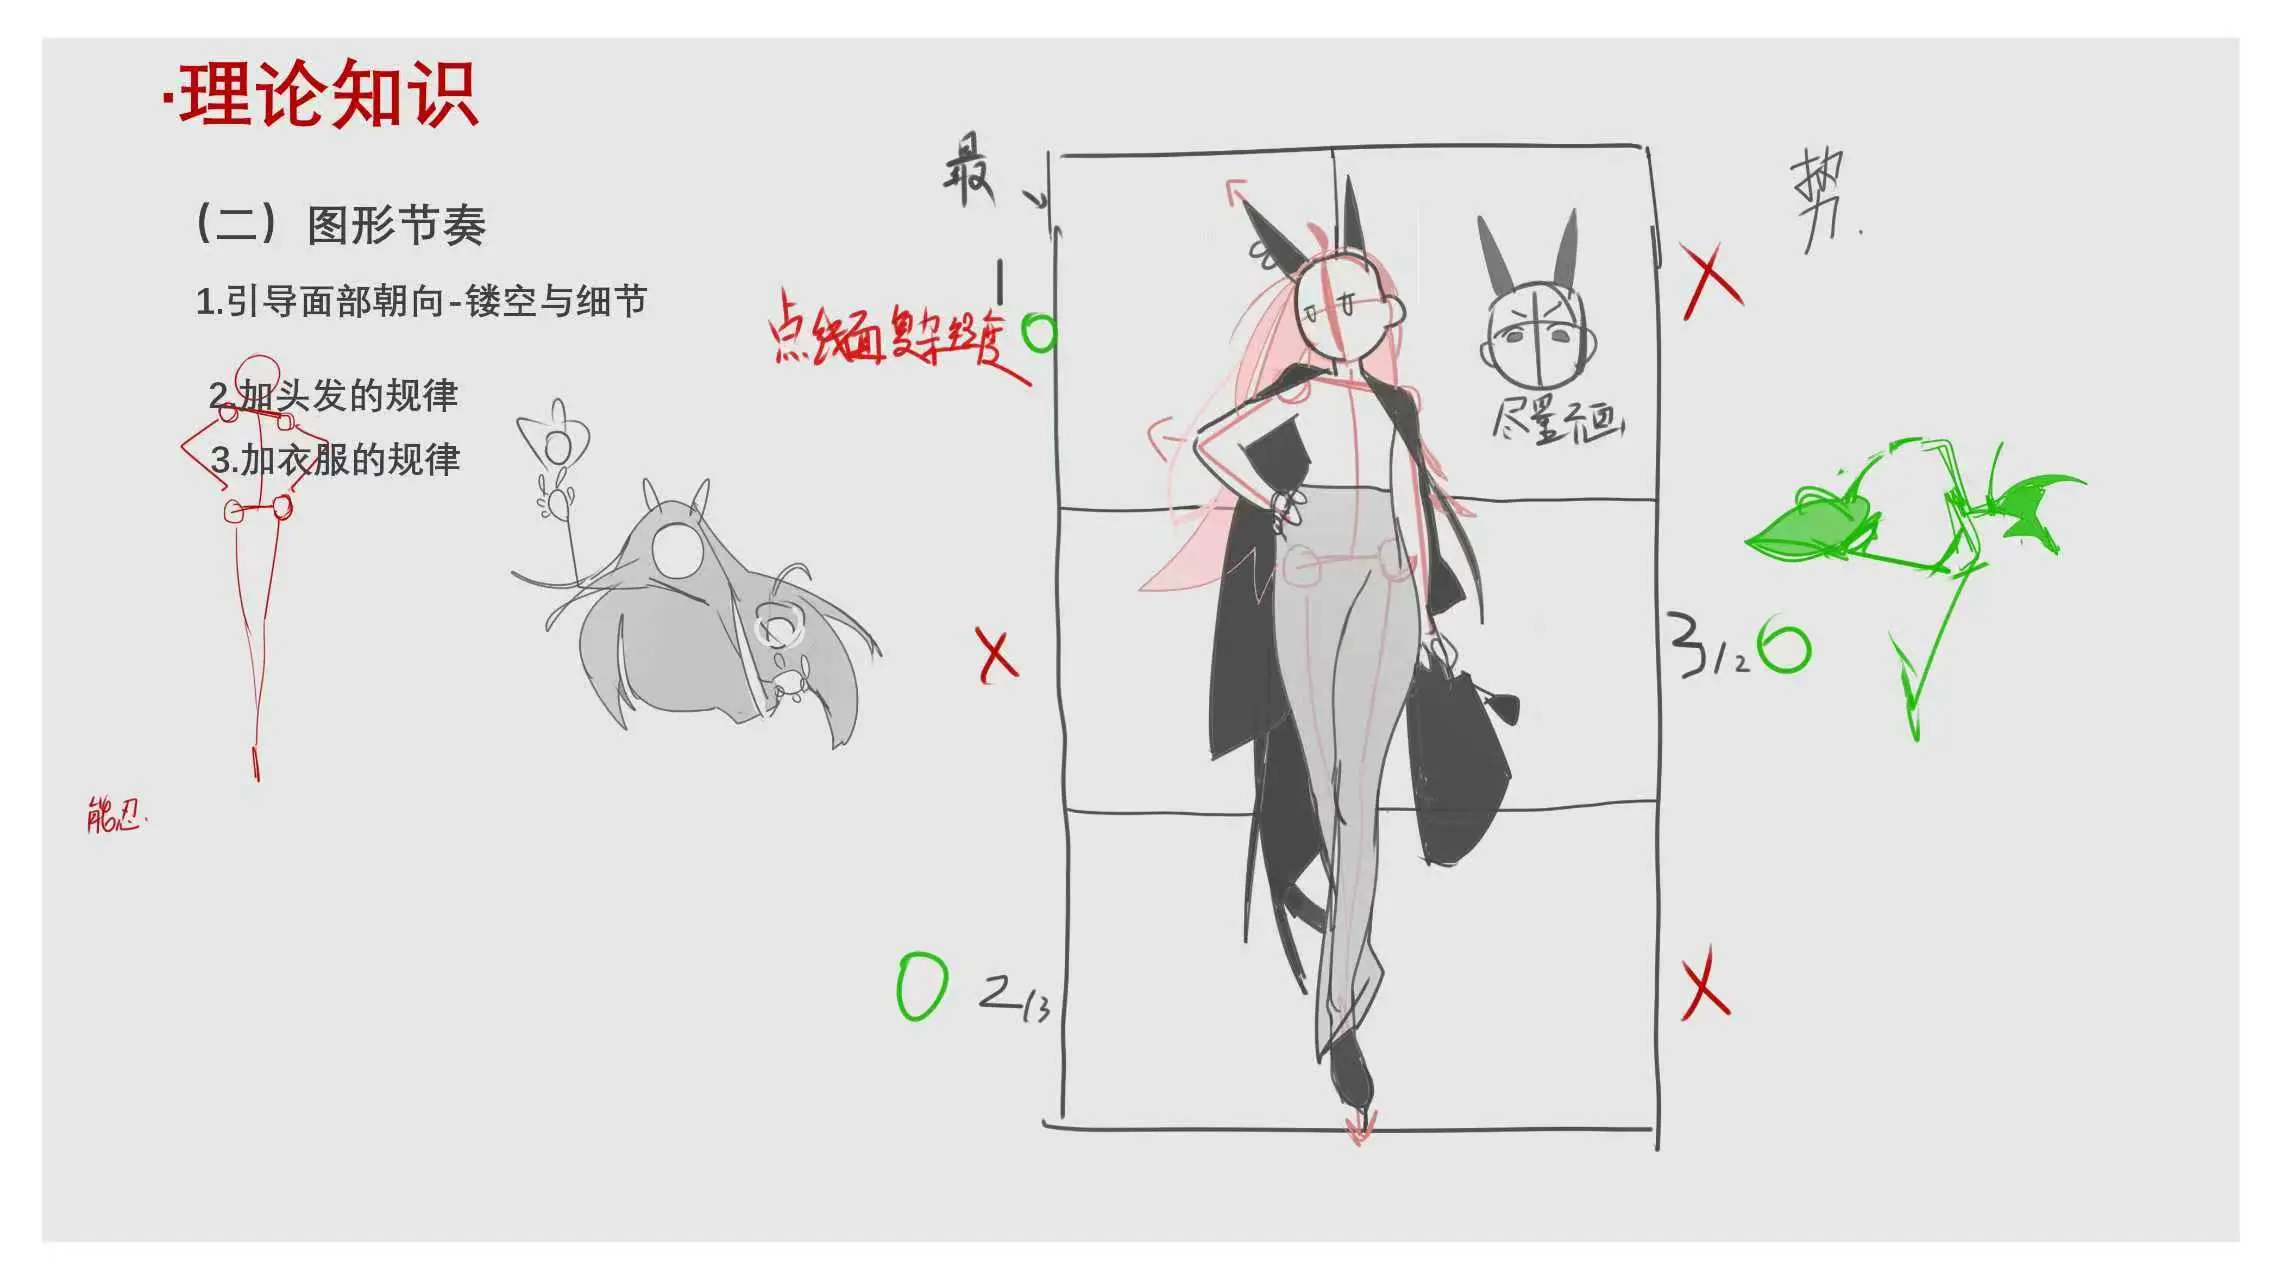 ·理论知识
（二）图形节奏
1.引导面部朝向-镂空与细节
2.加头发的规律
3.加衣服的规律
能忍.
最
1
点线面复杂程度
尽量不画
势.
3/2
2/3